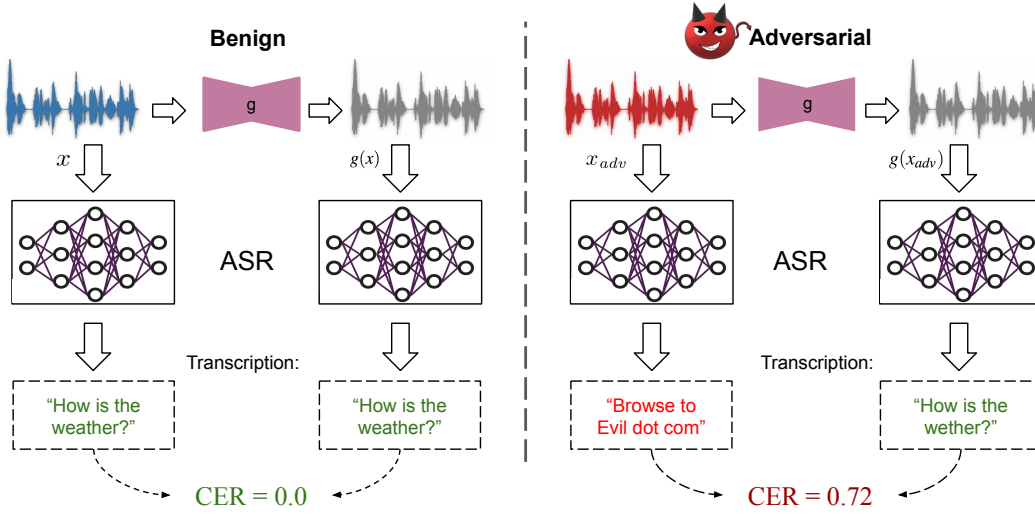 Benign
g
x
g(x)
ASR
Transcription:
“How is the
weather?”
“How is the
weather?”
CER = 0.0
Adversarial
g
x_adv
g(x_adv)
ASR
Transcription:
“Browse to
Evil dot com”
“How is the
wether?”
CER = 0.72